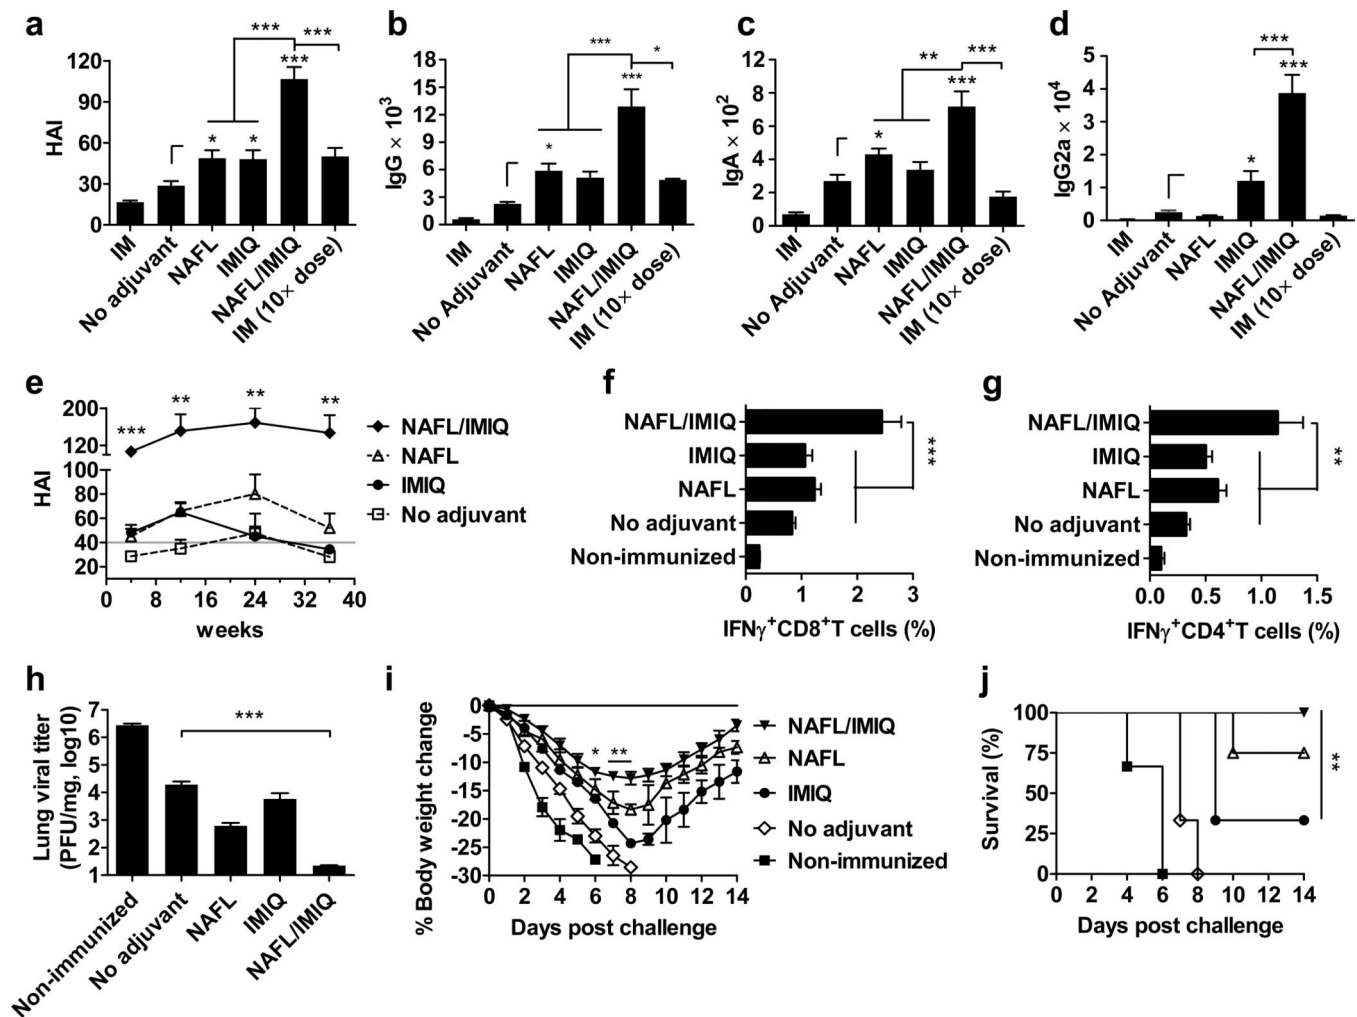 a
HAI
120
90
60
30
0
***
***
***
*
*
IM
No adjuvant
NAFL
IMIQ
NAFL/IMIQ
IM (10× dose)
b
IgG × 10³
18
15
12
9
6
3
0
***
*
***
*
IM
No Adjuvant
NAFL
IMIQ
NAFL/IMIQ
IM (10× dose)
c
IgA × 10²
10
8
6
4
2
0
**
***
***
*
IM
No Adjuvant
NAFL
IMIQ
NAFL/IMIQ
IM (10× dose)
d
IgG2a × 10⁴
5
4
3
2
1
0
***
***
*
IM
No Adjuvant
NAFL
IMIQ
NAFL/IMIQ
IM (10× dose)
e
HAI
200
120
100
80
60
40
20
***
**
**
**
0 8 16 24 32 40
weeks
NAFL/IMIQ
NAFL
IMIQ
No adjuvant
f
NAFL/IMIQ
IMIQ
NAFL
No adjuvant
Non-immunized
***
0 1 2 3
IFNγ⁺CD8⁺T cells (%)
g
NAFL/IMIQ
IMIQ
NAFL
No adjuvant
Non-immunized
**
0.0 0.5 1.0 1.5
IFNγ⁺CD4⁺T cells (%)
h
Lung viral titer
(PFU/mg, log10)
7
6
5
4
3
2
1
***
Non-immunized
No adjuvant
NAFL
IMIQ
NAFL/IMIQ
i
% Body weight change
0
-5
-10
-15
-20
-25
-30
* **
0 2 4 6 8 10 12 14
Days post challenge
NAFL/IMIQ
NAFL
IMIQ
No adjuvant
Non-immunized
j
Survival (%)
100
75
50
25
0
**
0 2 4 6 8 10 12 14
Days post challenge